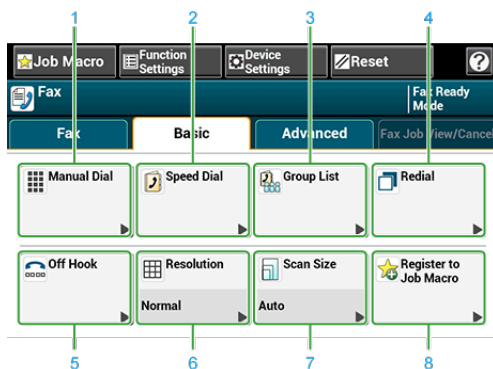 1 2 3 4
Job Macro Function Settings Device Settings Reset ?
Fax Fax Ready Mode
Fax Basic Advanced Fax Job View/Cancel
Manual Dial Speed Dial Group List Redial
Off Hook Resolution Scan Size Register to Job Macro
Normal Auto
5 6 7 8